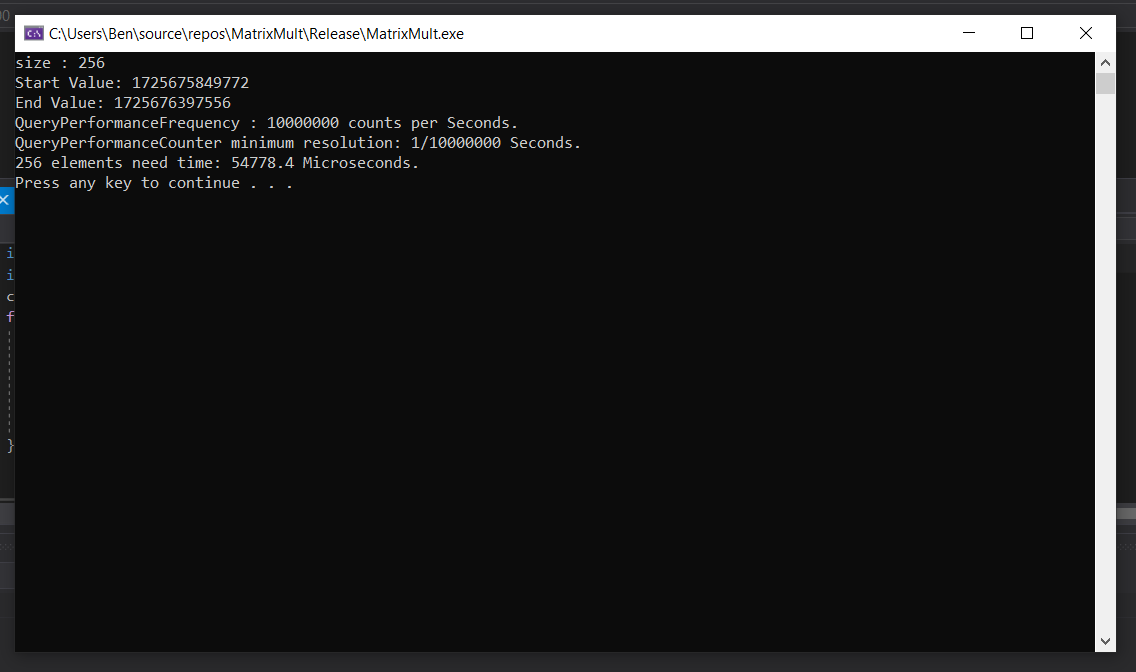 C:\Users\Ben\source\repos\MatrixMult\Release\MatrixMult.exe
size : 256
Start Value: 1725675849772
End Value: 1725676397556
QueryPerformanceFrequency : 10000000 counts per Seconds.
QueryPerformanceCounter minimum resolution: 1/10000000 Seconds.
256 elements need time: 54778.4 Microseconds.
Press any key to continue . . .